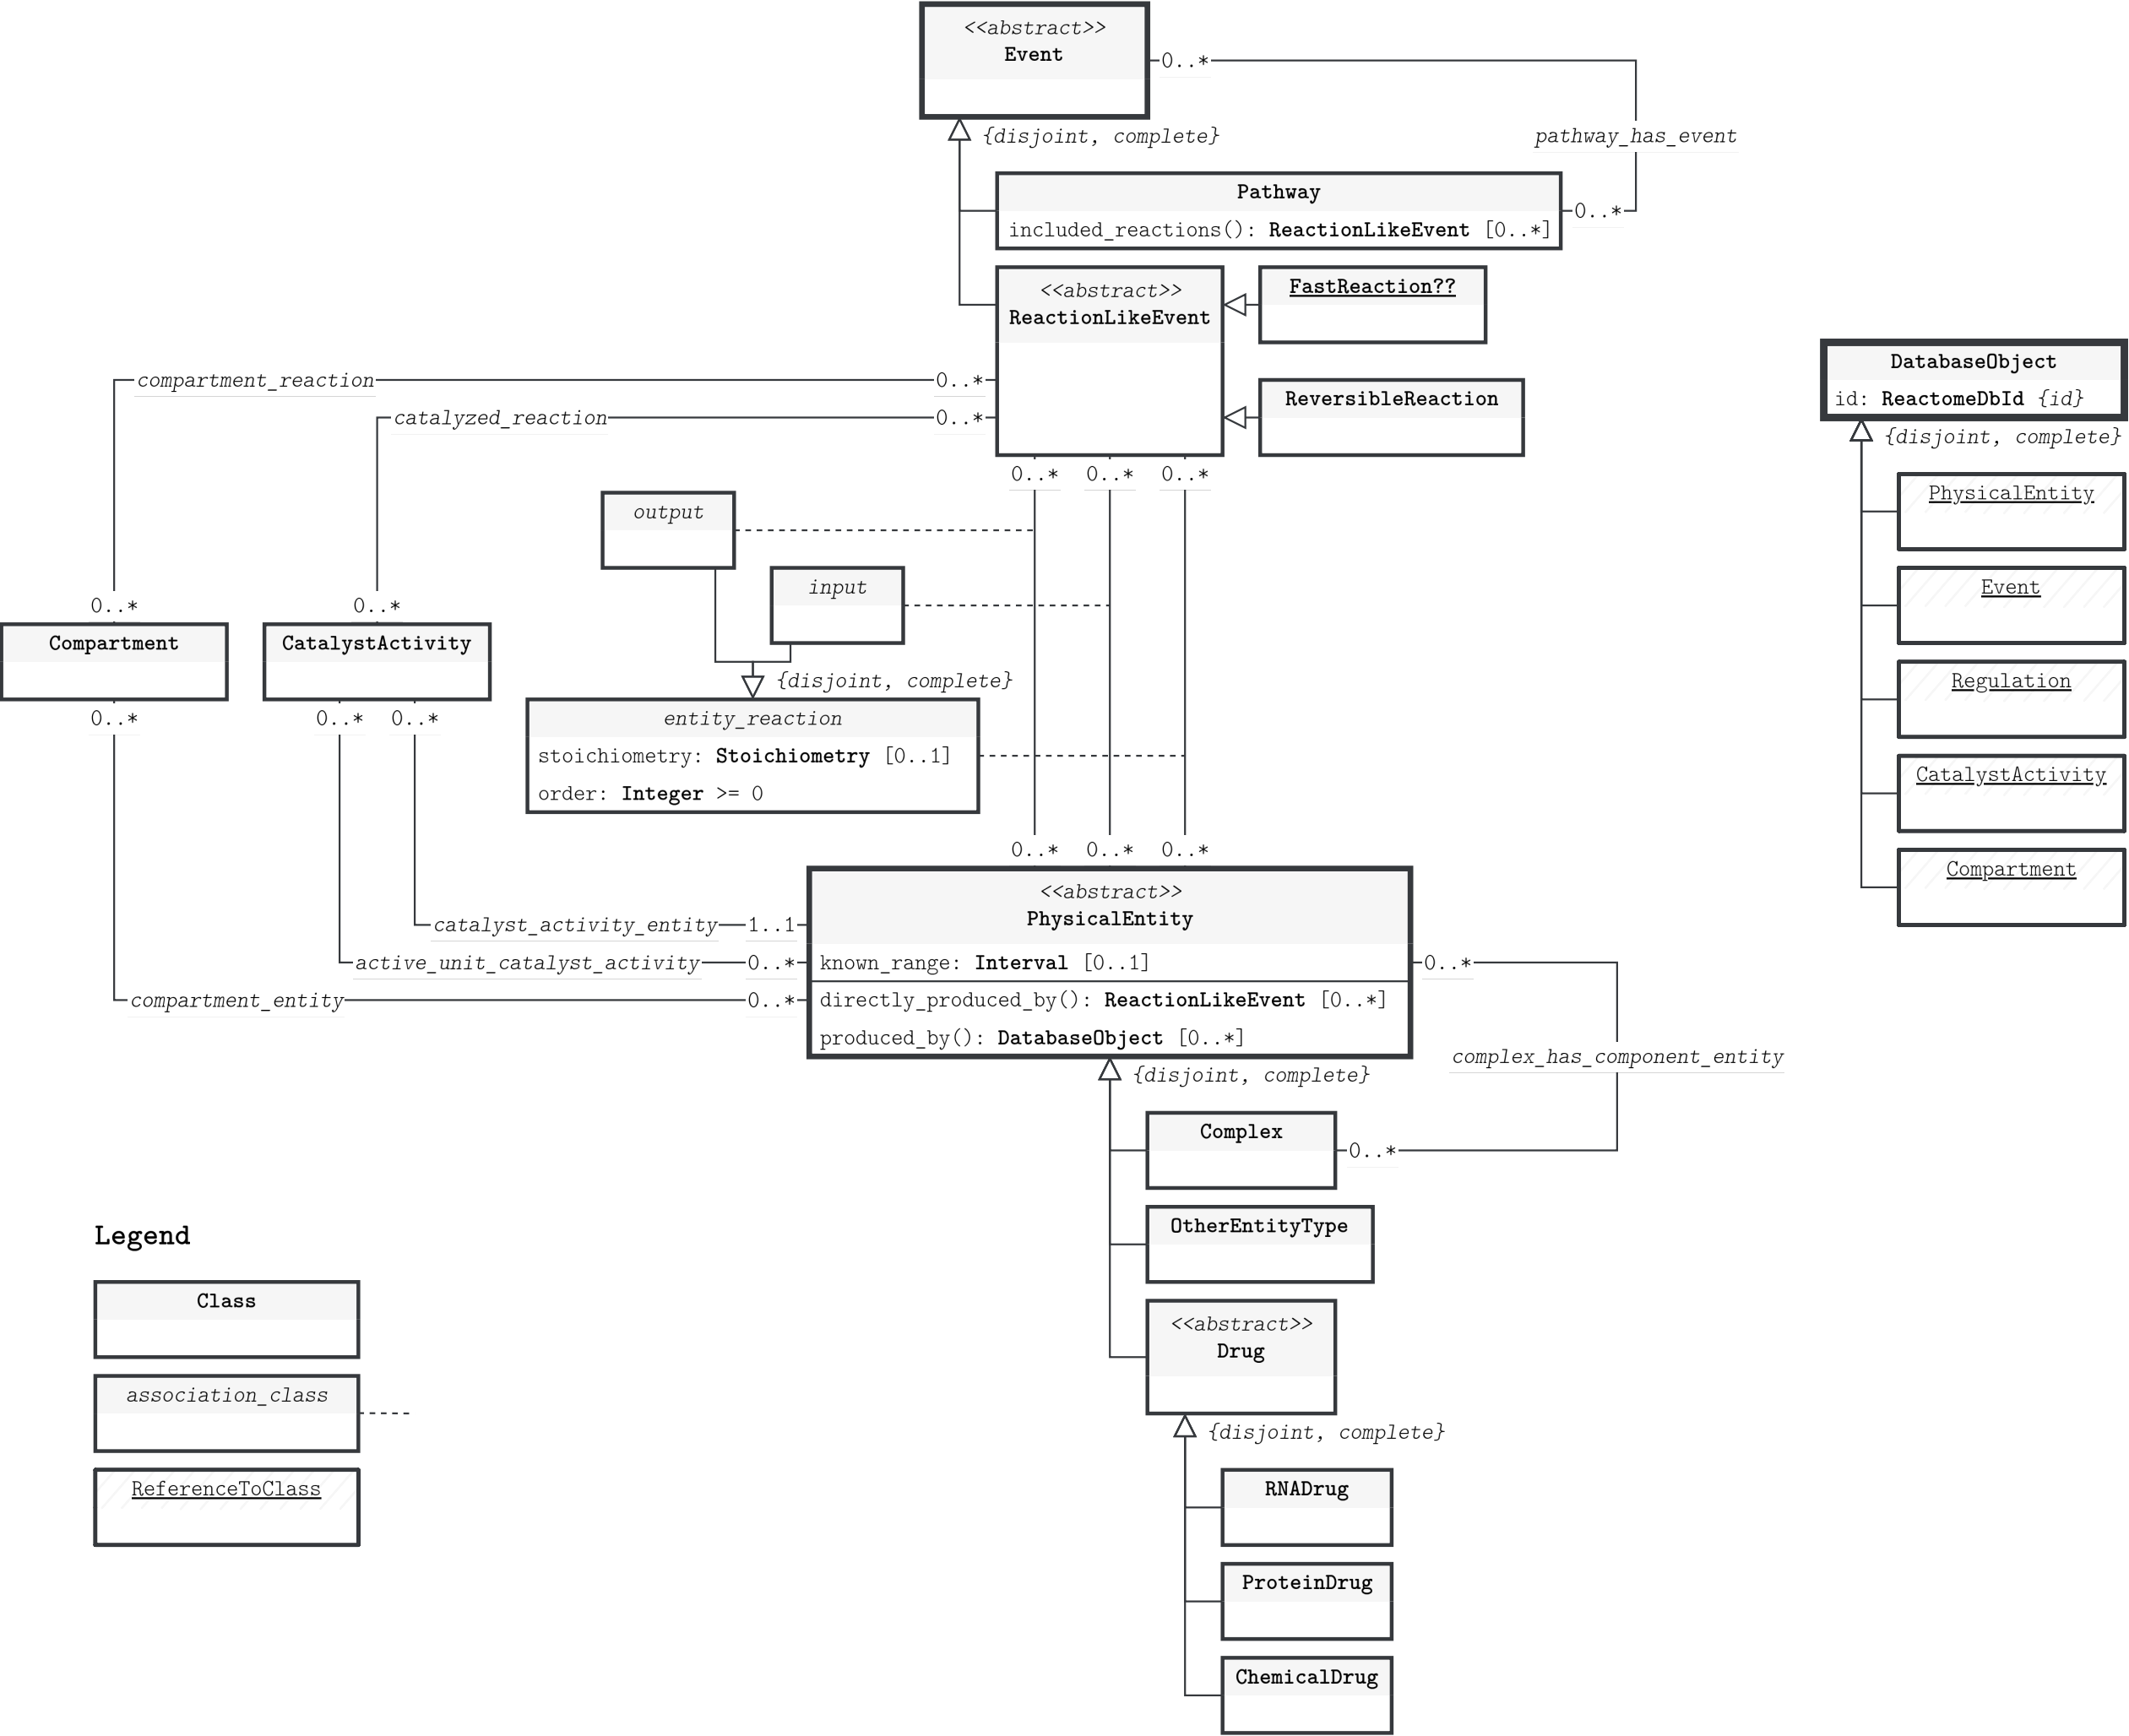 <<abstract>>
Event
0..*
{disjoint, complete}
pathway_has_event
Pathway
included_reactions(): ReactionLikeEvent [0..*]
0..*
<<abstract>>
ReactionLikeEvent
FastReaction??
ReversibleReaction
compartment_reaction
0..*
catalyzed_reaction
0..*
0..*
0..*
0..*
DatabaseObject
id: ReactomeDbId {id}
{disjoint, complete}
PhysicalEntity
Event
Regulation
CatalystActivity
Compartment
output
input
0..*
0..*
Compartment
CatalystActivity
0..*
0..*
0..*
{disjoint, complete}
entity_reaction
stoichiometry: Stoichiometry [0..1]
order: Integer >= 0
0..*
0..*
0..*
<<abstract>>
PhysicalEntity
known_range: Interval [0..1]
directly_produced_by(): ReactionLikeEvent [0..*]
produced_by(): DatabaseObject [0..*]
catalyst_activity_entity
1..1
active_unit_catalyst_activity
0..*
compartment_entity
0..*
0..*
complex_has_component_entity
{disjoint, complete}
Complex
0..*
OtherEntityType
<<abstract>>
Drug
{disjoint, complete}
RNADrug
ProteinDrug
ChemicalDrug
Legend
Class
association_class
ReferenceToClass